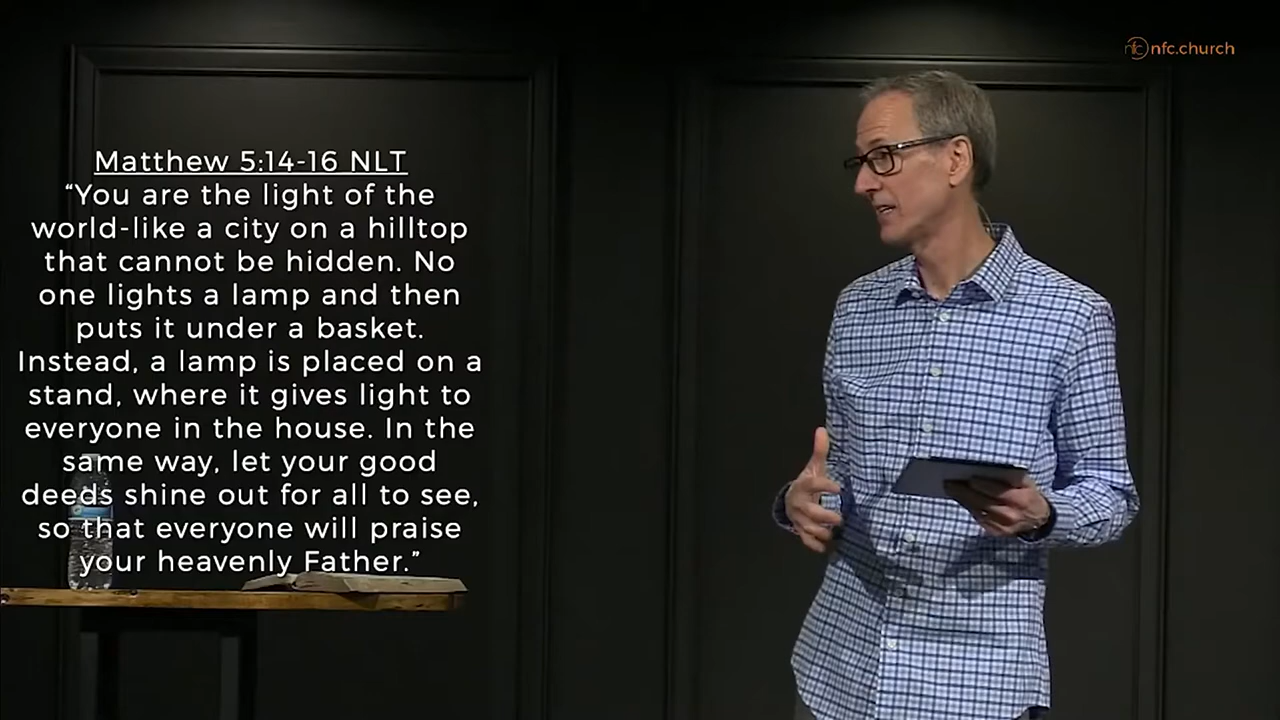 nfc nfc.church
Matthew 5:14-16 NLT
“You are the light of the
world-like a city on a hilltop
that cannot be hidden. No
one lights a lamp and then
puts it under a basket.
Instead, a lamp is placed on a
stand, where it gives light to
everyone in the house. In the
same way, let your good
deeds shine out for all to see,
so that everyone will praise
your heavenly Father.”